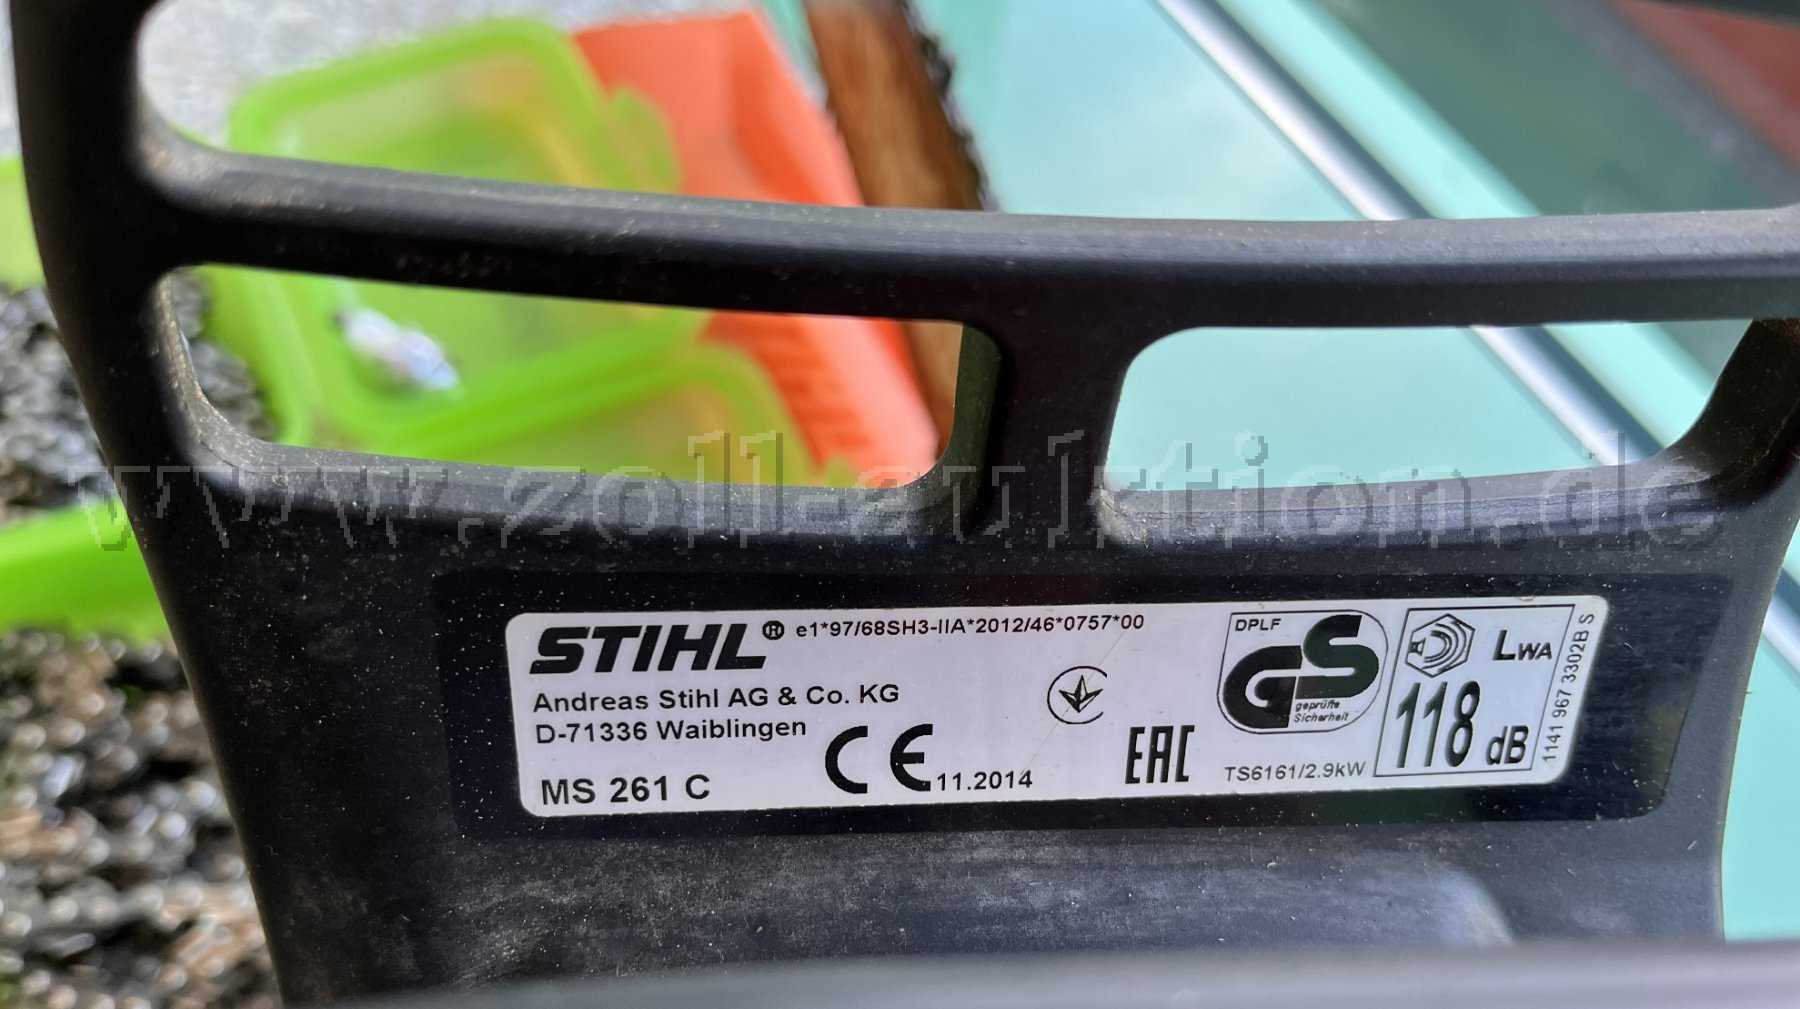 www.zoll-auktion.de
STIHL® e1*97/68SH3-IIA*2012/46*0757*00
Andreas Stihl AG & Co. KG
D-71336 Waiblingen
MS 261 C
CE 11.2014
EAC
DPLF
GS
geprüfte
Sicherheit
TS6161/2.9kW
LWA
118 dB
1141 967 3302B S